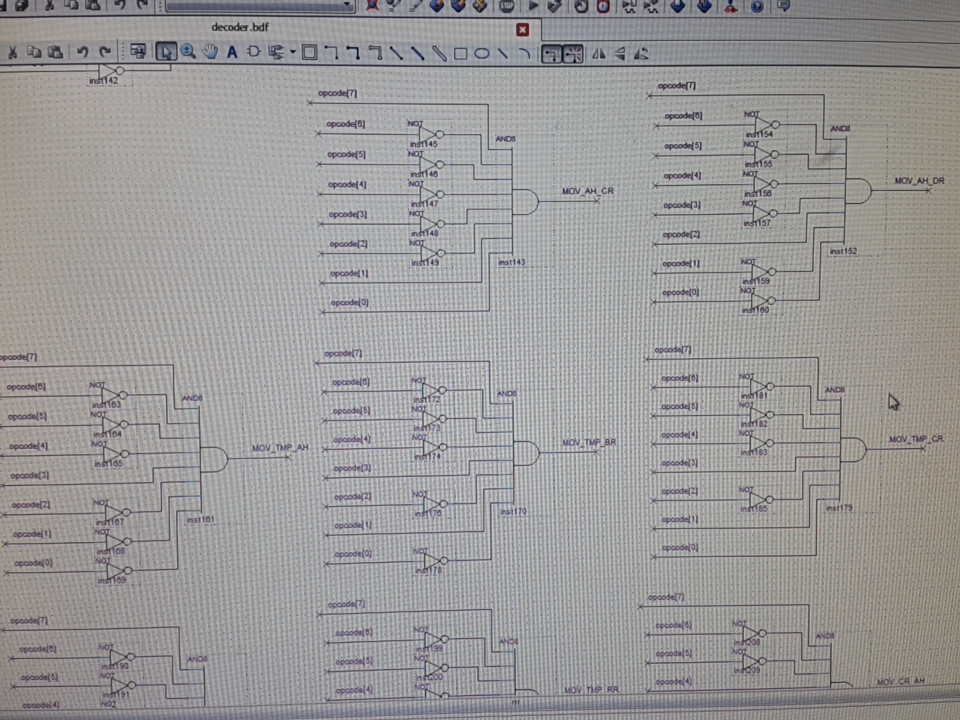 decoder.bdf
A
inst142
opcode[7]
opcode[6]
NOT
inst145
AND8
opcode[5]
inst146
opcode[4]
NOT
inst147
MOV_AH_CR
opcode[3]
NOT
inst148
opcode[2]
NOT
inst149
inst143
opcode[1]
opcode[0]
opcode[7]
opcode[6]
NOT
inst154
AND8
opcode[5]
NOT
inst155
opcode[4]
NOT
inst156
MOV_AH_DR
opcode[3]
NOT
inst157
opcode[2]
inst152
opcode[1]
NOT
inst159
opcode[0]
NOT
inst160
opcode[7]
opcode[6]
NOT
inst163
AND8
opcode[5]
NOT
inst164
opcode[4]
NOT
inst165
MOV_TMP_AH
opcode[3]
opcode[2]
NOT
inst167
inst161
opcode[1]
NOT
inst168
opcode[0]
NOT
inst169
opcode[7]
opcode[6]
NOT
inst172
AND8
opcode[5]
NOT
inst173
opcode[4]
NOT
inst174
MOV_TMP_BR
opcode[3]
opcode[2]
NOT
inst176
inst170
opcode[1]
opcode[0]
NOT
inst178
opcode[7]
opcode[6]
NOT
inst181
AND8
opcode[5]
NOT
inst182
opcode[4]
NOT
inst183
MOV_TMP_CR
opcode[3]
opcode[2]
NOT
inst185
inst179
opcode[1]
opcode[0]
opcode[7]
opcode[6]
NOT
inst190
AND8
opcode[5]
NOT
inst191
opcode[4]
NOT
opcode[7]
opcode[6]
NOT
inst199
AND8
opcode[5]
NOT
inst200
opcode[4]
NOT
MOV_TMP_RR
opcode[7]
opcode[6]
NOT
inst208
AND8
opcode[5]
NOT
inst209
opcode[4]
MOV_CR_AH